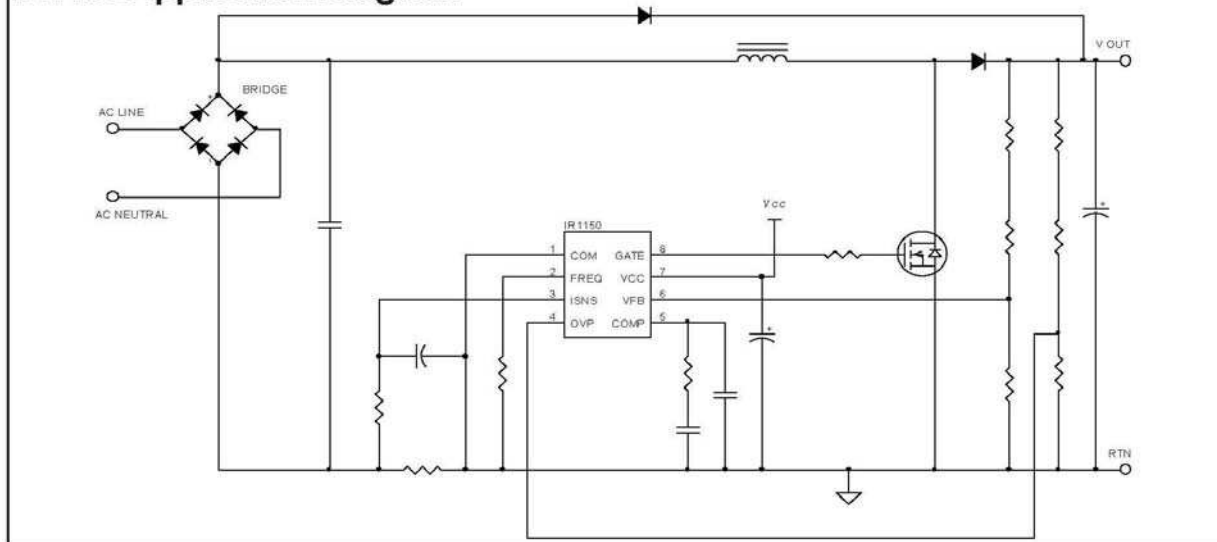 V OUT
BRIDGE
AC LINE
AC NEUTRAL
Vcc
IR1150
1 COM GATE 8
2 FREQ VCC 7
3 ISNS VFB 6
4 OVP COMP 5
RTN